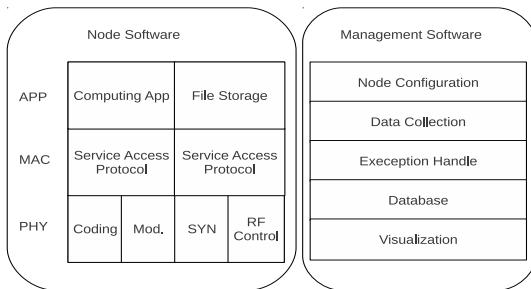 Node Software
APP
Computing App
File Storage
MAC
Service Access
Protocol
Service Access
Protocol
PHY
Coding
Mod.
SYN
RF
Control
Management Software
Node Configuration
Data Collection
Exeception Handle
Database
Visualization